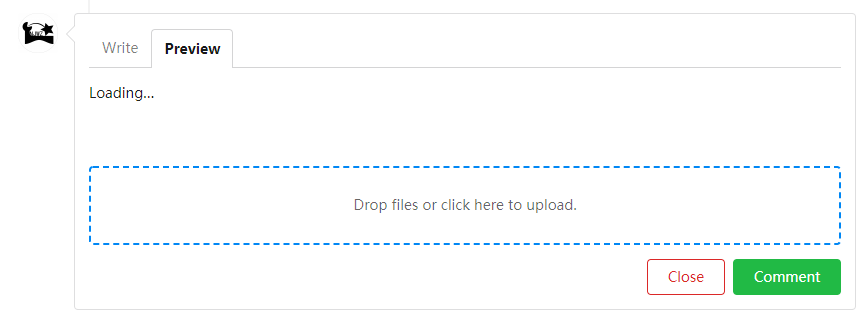 Write
Preview
Loading...
Drop files or click here to upload.
Close
Comment